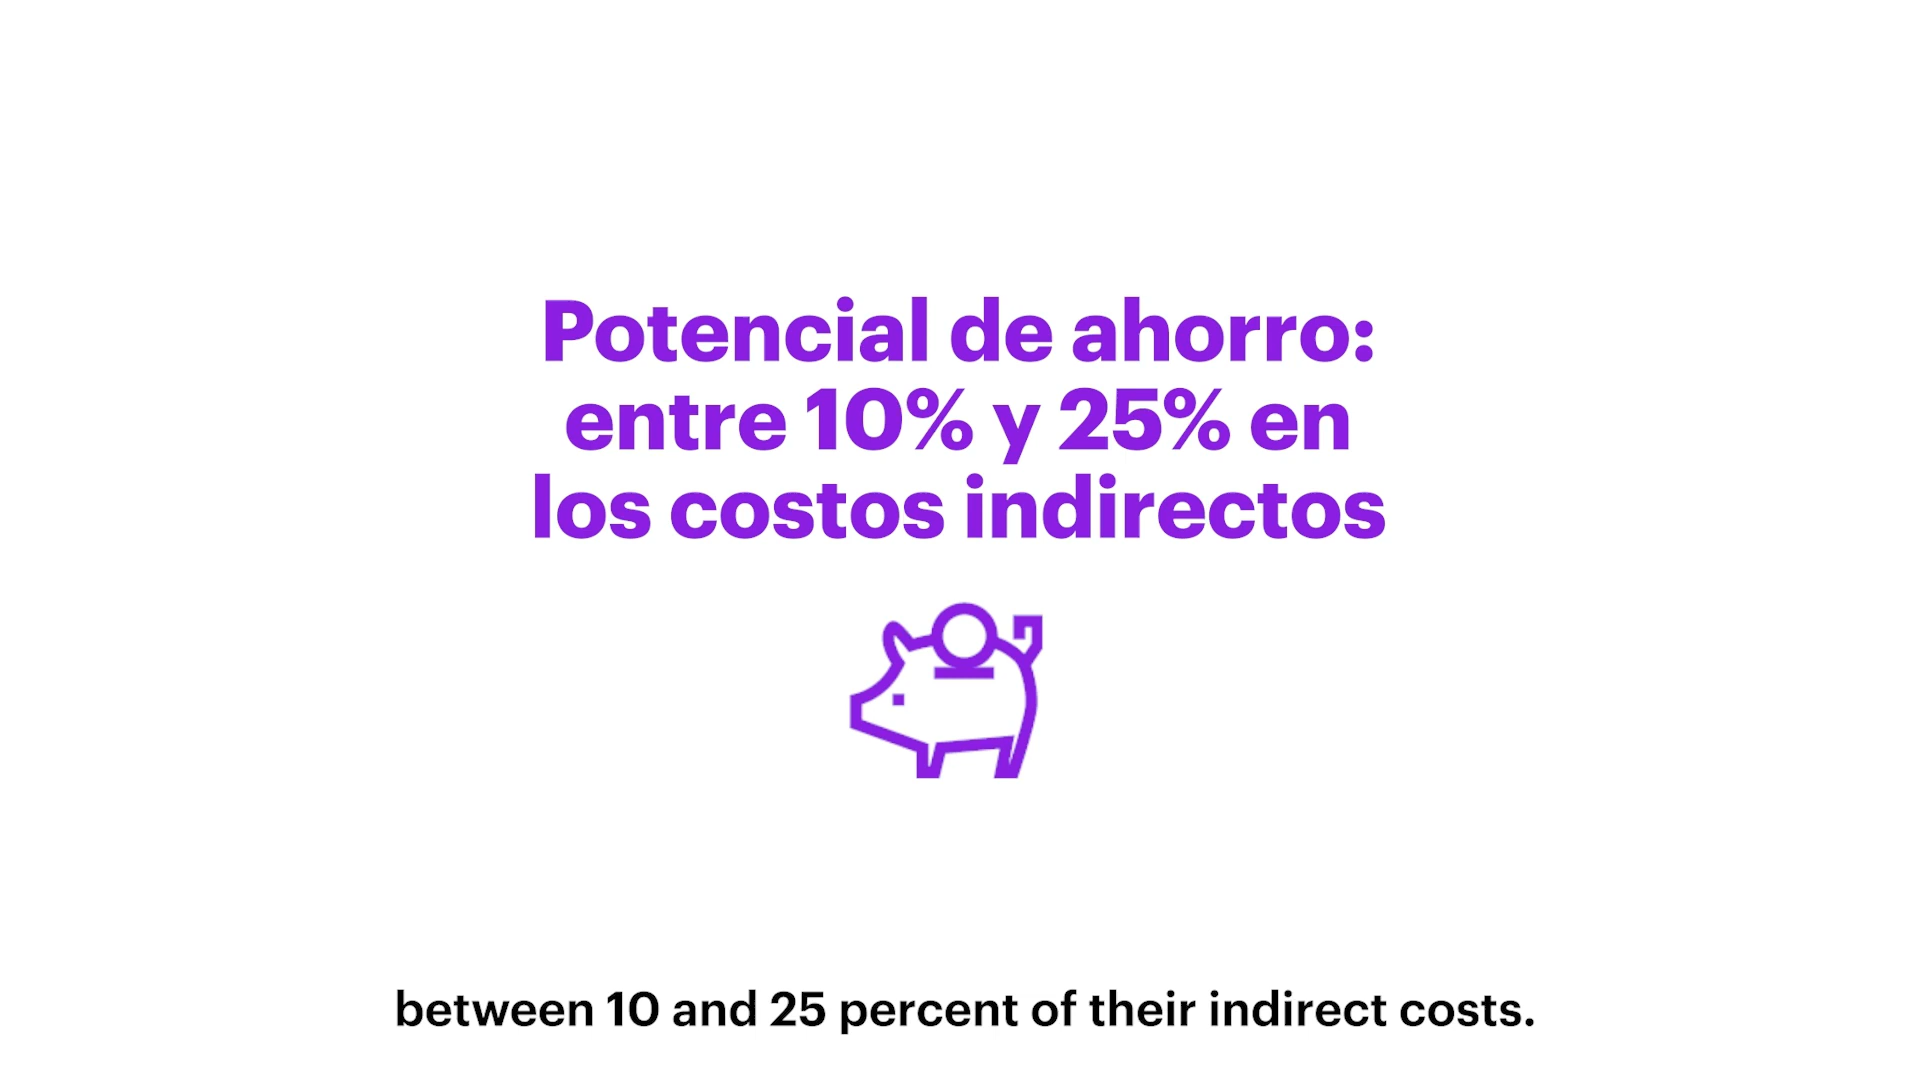 Potencial de ahorro:
entre 10% y 25% en
los costos indirectos
between 10 and 25 percent of their indirect costs.